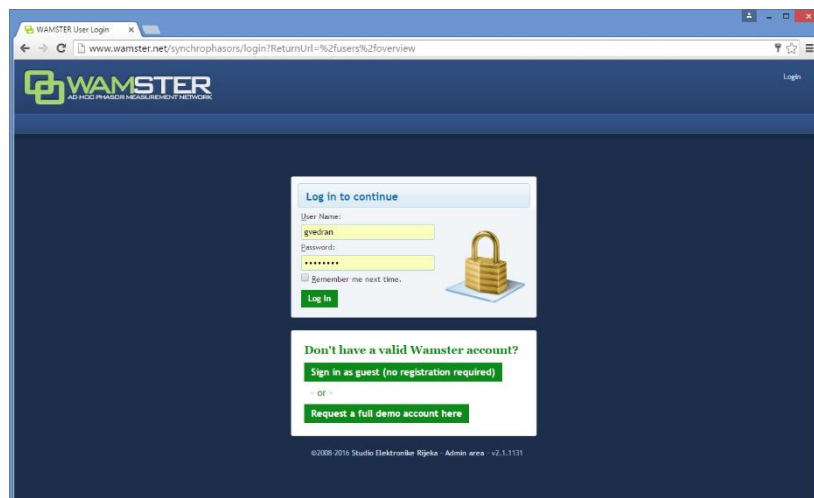 WAMSTER User Login
www.wamster.net/synchrophasors/login?ReturnUrl=%2fusers%2foverview
Login
WAMSTER
AD HOC PHASOR MEASUREMENT NETWORK
Log in to continue
User Name:
gvedran
Password:
••••••••
Remember me next time.
Log In
Don't have a valid Wamster account?
Sign in as guest (no registration required)
- or -
Request a full demo account here
©2008-2016 Studio Elektronike Rijeka - Admin area - v2.1.1131